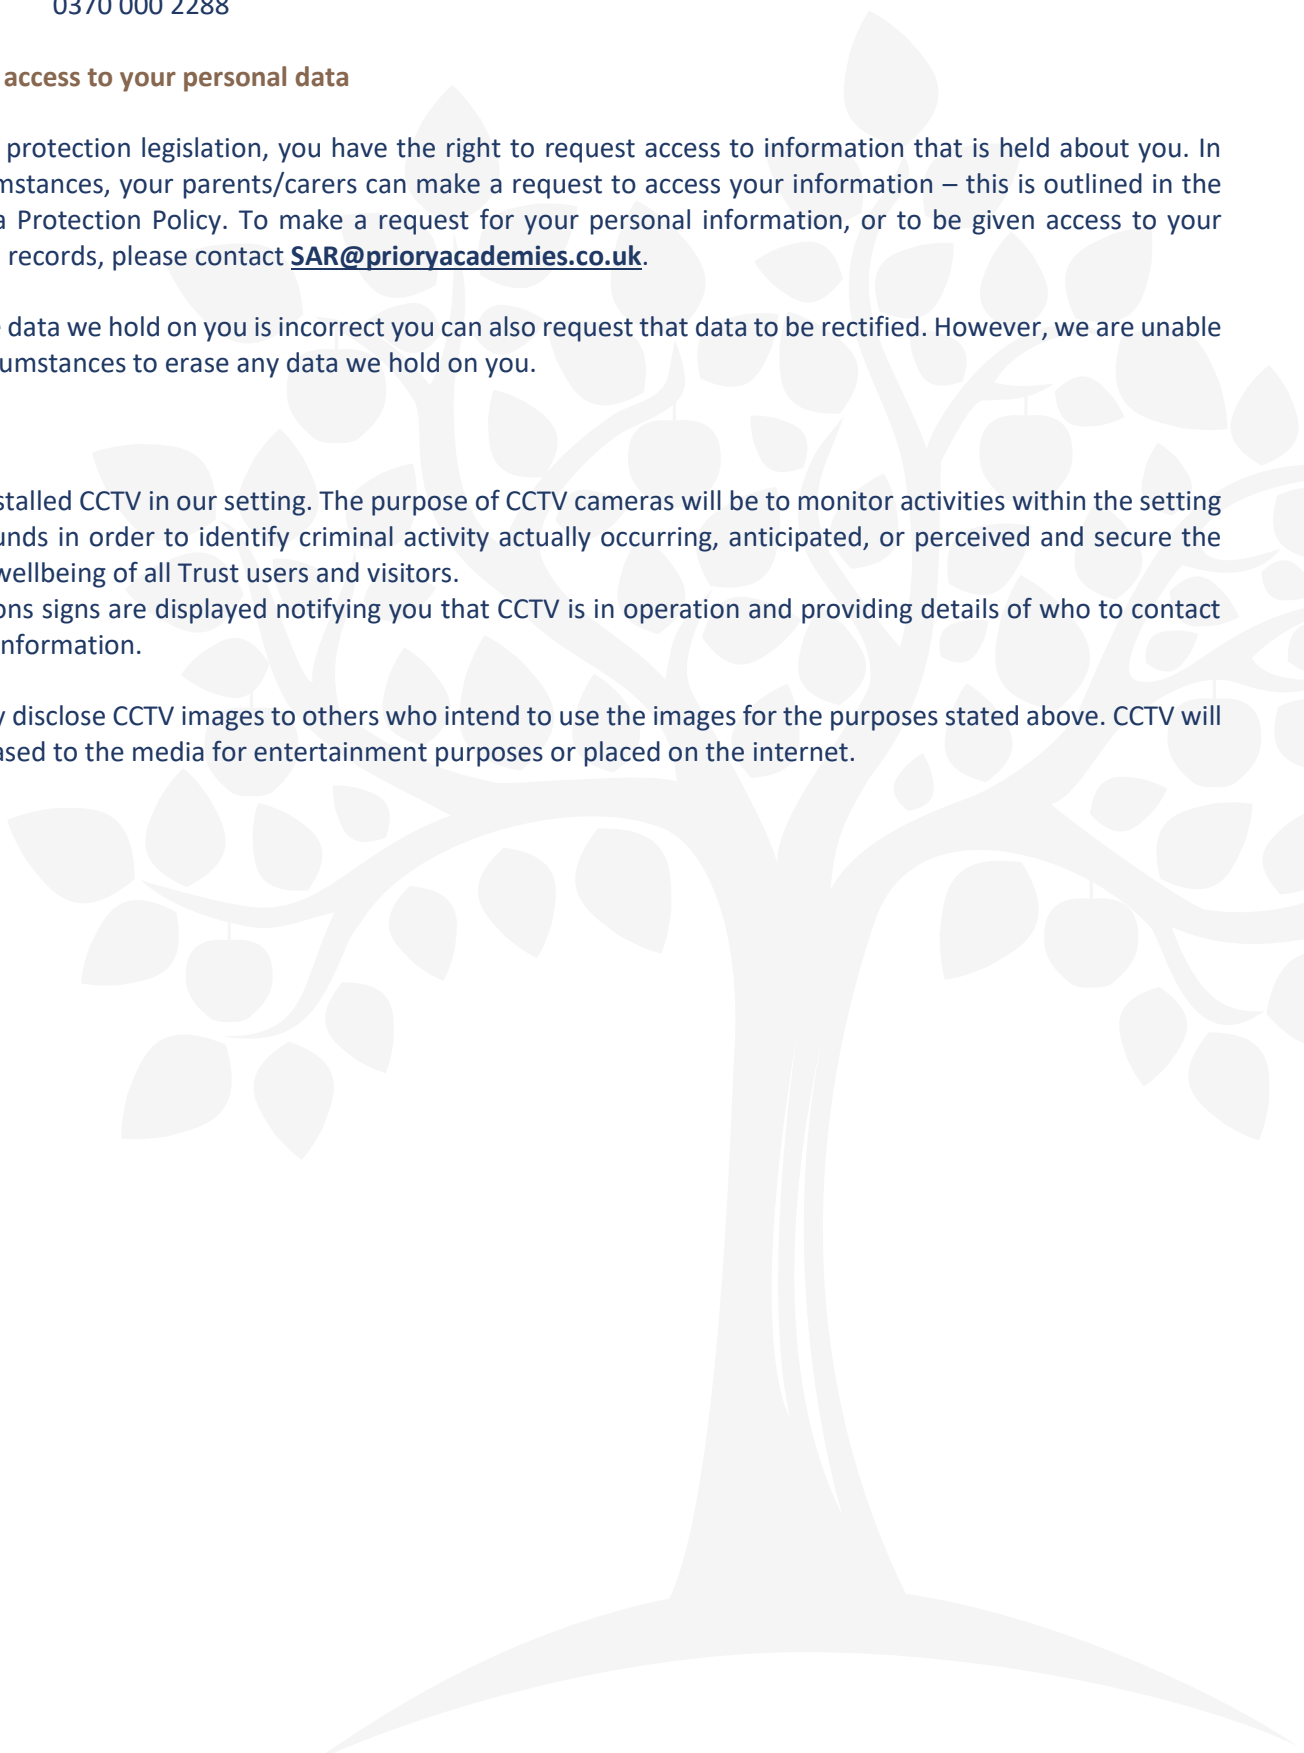 0370 000 2288
access to your personal data
protection legislation, you have the right to request access to information that is held about you. In
mstances, your parents/carers can make a request to access your information – this is outlined in the
a Protection Policy. To make a request for your personal information, or to be given access to your
records, please contact SAR@prioryacademies.co.uk.
data we hold on you is incorrect you can also request that data to be rectified. However, we are unable
umstances to erase any data we hold on you.
stalled CCTV in our setting. The purpose of CCTV cameras will be to monitor activities within the setting
unds in order to identify criminal activity actually occurring, anticipated, or perceived and secure the
wellbeing of all Trust users and visitors.
ons signs are displayed notifying you that CCTV is in operation and providing details of who to contact
nformation.
y disclose CCTV images to others who intend to use the images for the purposes stated above. CCTV will
ased to the media for entertainment purposes or placed on the internet.